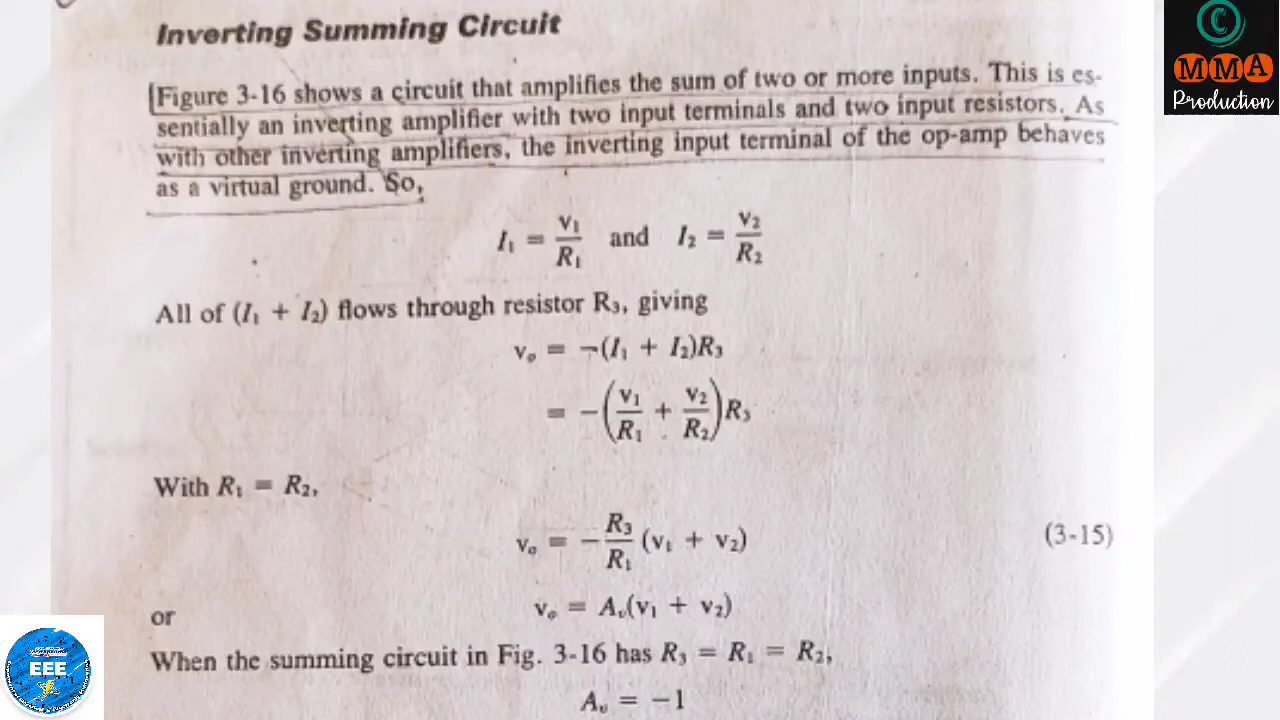 Inverting Summing Circuit
Figure 3-16 shows a circuit that amplifies the sum of two or more inputs. This is es-
sentially an inverting amplifier with two input terminals and two input resistors. As
with other inverting amplifiers, the inverting input terminal of the op-amp behaves
as a virtual ground. So,
I₁ = v₁/R₁ and I₂ = v₂/R₂
All of (I₁ + I₂) flows through resistor R₃, giving
vₒ = -(I₁ + I₂)R₃
= -(v₁/R₁ + v₂/R₂)R₃
With R₁ = R₂,
vₒ = -R₃/R₁ (v₁ + v₂) (3-15)
or vₒ = Aᵥ(v₁ + v₂)
When the summing circuit in Fig. 3-16 has R₃ = R₁ = R₂,
Aᵥ = -1
C
MMA
Production
EEE